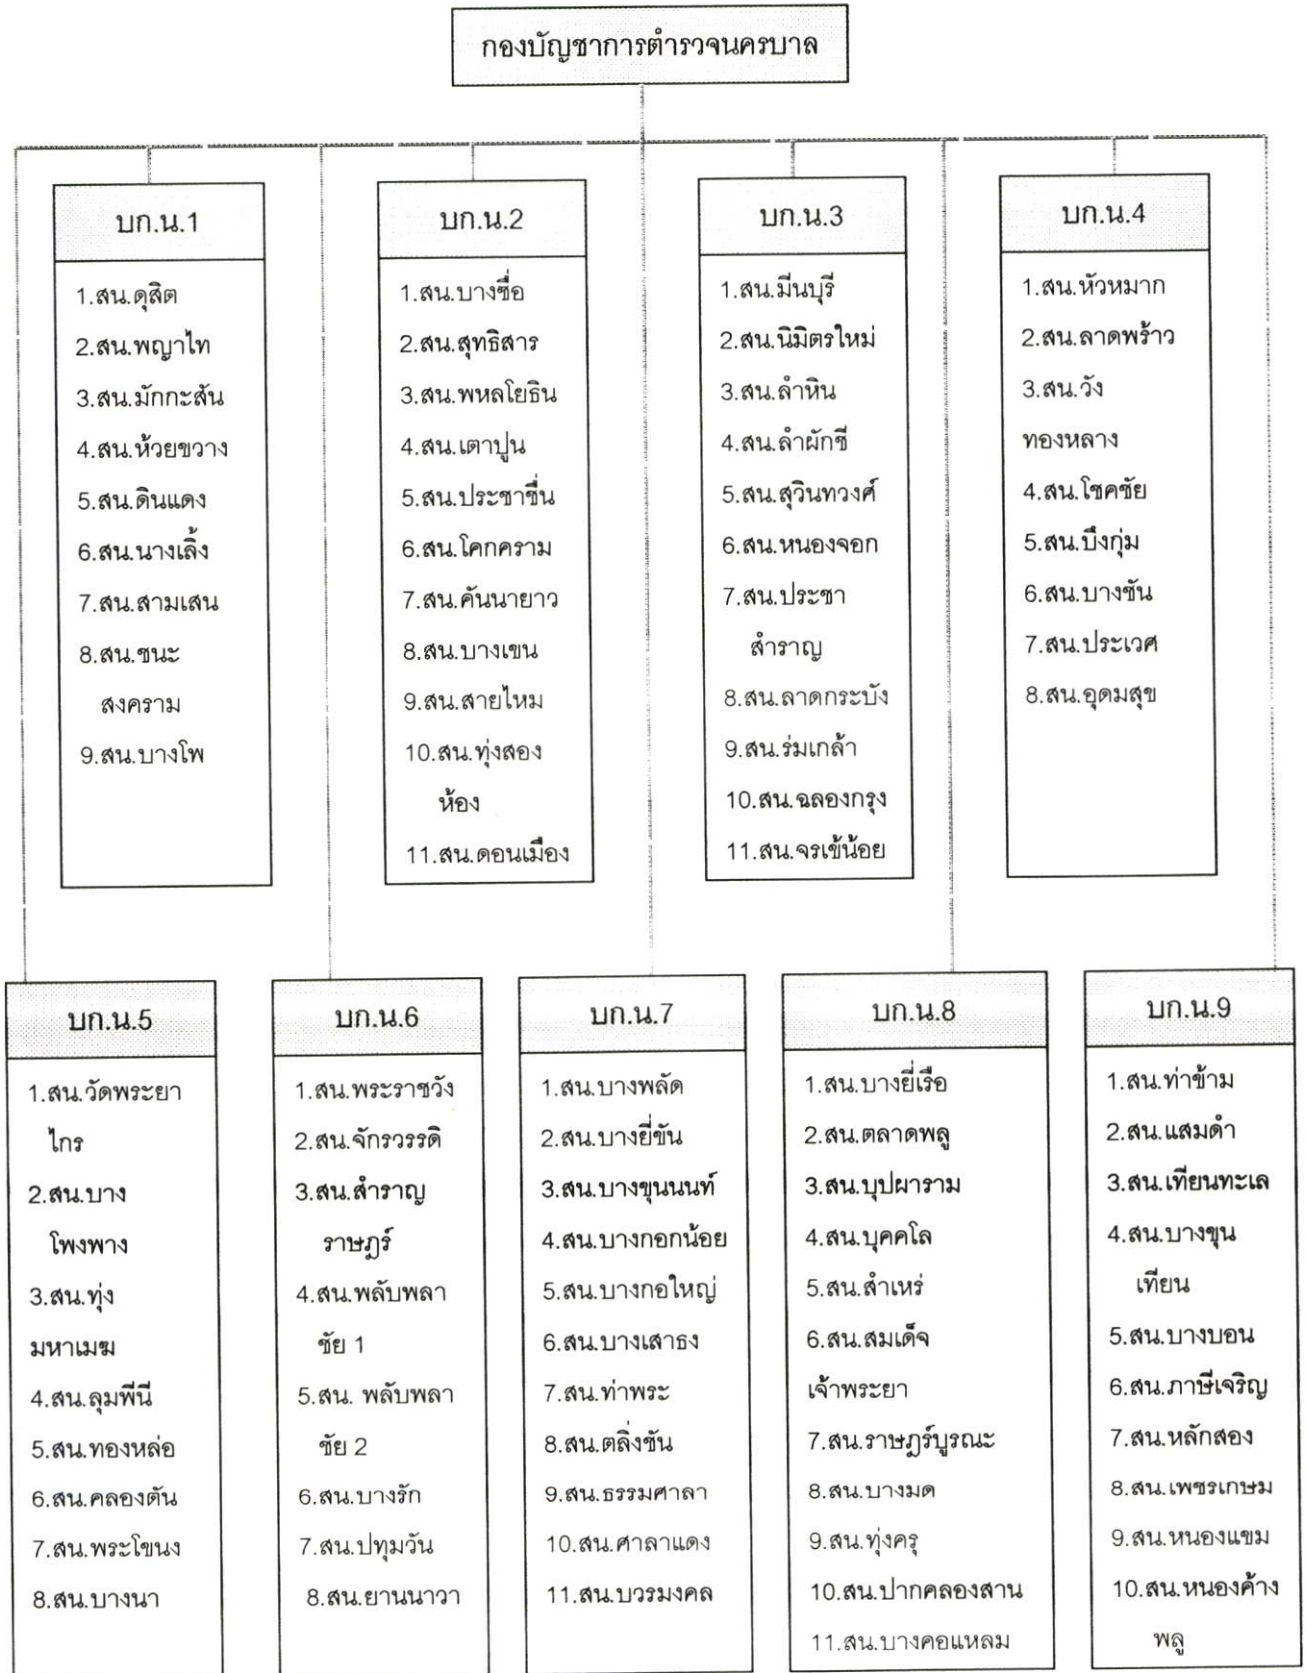 กองบัญชาการตำรวจนครบาล
บก.น.1
1.สน.ดุสิต
2.สน.พญาไท
3.สน.มักกะสัน
4.สน.ห้วยขวาง
5.สน.ดินแดง
6.สน.นางเลิ้ง
7.สน.สามเสน
8.สน.ชนะ
สงคราม
9.สน.บางโพ
บก.น.2
1.สน.บางซื่อ
2.สน.สุทธิสาร
3.สน.พหลโยธิน
4.สน.เตาปูน
5.สน.ประชาชื่น
6.สน.โคกคราม
7.สน.คันนายาว
8.สน.บางเขน
9.สน.สายไหม
10.สน.ทุ่งสอง
ห้อง
11.สน.ดอนเมือง
บก.น.3
1.สน.มีนบุรี
2.สน.นิมิตรใหม่
3.สน.ลำหิน
4.สน.ลำผักชี
5.สน.สุวินทวงศ์
6.สน.หนองจอก
7.สน.ประชา
สำราญ
8.สน.ลาดกระบัง
9.สน.ร่มเกล้า
10.สน.ฉลองกรุง
11.สน.จรเข้น้อย
บก.น.4
1.สน.หัวหมาก
2.สน.ลาดพร้าว
3.สน.วัง
ทองหลาง
4.สน.โชคชัย
5.สน.บึงกุ่ม
6.สน.บางชัน
7.สน.ประเวศ
8.สน.อุดมสุข
บก.น.5
1.สน.วัดพระยา
ไกร
2.สน.บาง
โพงพาง
3.สน.ทุ่ง
มหาเมฆ
4.สน.ลุมพีนี
5.สน.ทองหล่อ
6.สน.คลองตัน
7.สน.พระโขนง
8.สน.บางนา
บก.น.6
1.สน.พระราชวัง
2.สน.จักรวรรดิ
3.สน.สำราญ
ราษฎร์
4.สน.พลับพลา
ชัย 1
5.สน. พลับพลา
ชัย 2
6.สน.บางรัก
7.สน.ปทุมวัน
8.สน.ยานนาวา
บก.น.7
1.สน.บางพลัด
2.สน.บางยี่ขัน
3.สน.บางขุนนนท์
4.สน.บางกอกน้อย
5.สน.บางกอใหญ่
6.สน.บางเสาธง
7.สน.ท่าพระ
8.สน.ตลิ่งชัน
9.สน.ธรรมศาลา
10.สน.ศาลาแดง
11.สน.บวรมงคล
บก.น.8
1.สน.บางยี่เรือ
2.สน.ตลาดพลู
3.สน.บุปผาราม
4.สน.บุคคโล
5.สน.สำเหร่
6.สน.สมเด็จ
เจ้าพระยา
7.สน.ราษฎร์บูรณะ
8.สน.บางมด
9.สน.ทุ่งครุ
10.สน.ปากคลองสาน
11.สน.บางคอแหลม
บก.น.9
1.สน.ท่าข้าม
2.สน.แสมดำ
3.สน.เทียนทะเล
4.สน.บางขุน
เทียน
5.สน.บางบอน
6.สน.ภาษีเจริญ
7.สน.หลักสอง
8.สน.เพชรเกษม
9.สน.หนองแขม
10.สน.หนองค้าง
พลู